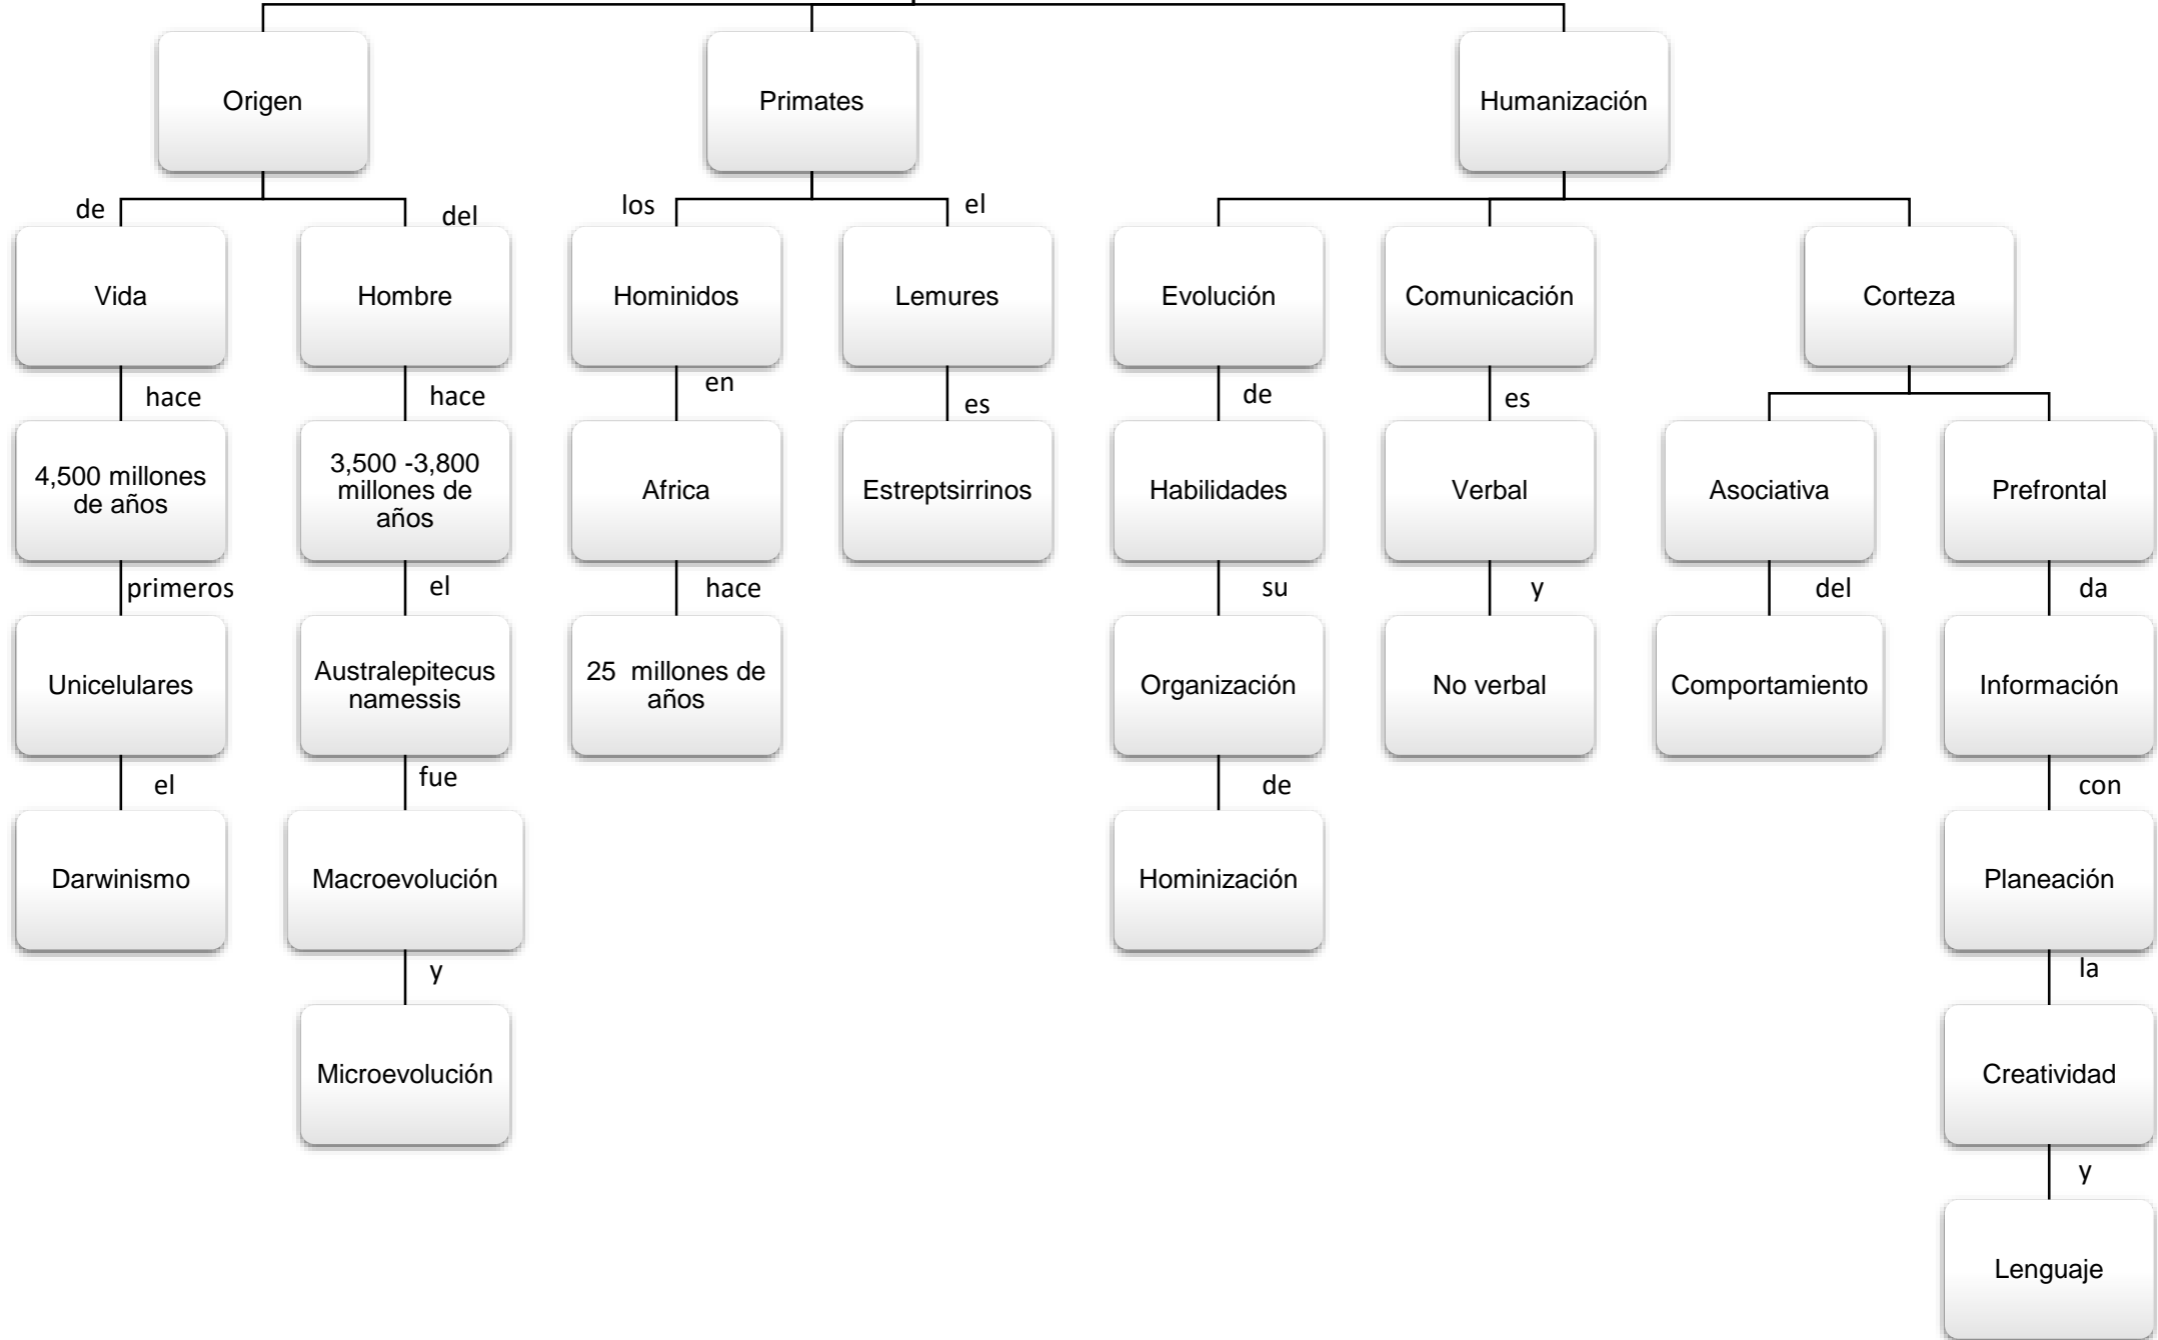 Origen
Primates
Humanización
de
del
los
el
Vida
Hombre
Hominidos
Lemures
Evolución
Comunicación
Corteza
hace
hace
en
es
de
es
4,500 millones
de años
3,500 -3,800
millones de
años
Africa
Estreptsirrinos
Habilidades
Verbal
Asociativa
Prefrontal
primeros
el
hace
su
y
del
da
Unicelulares
Australepitecus
namessis
25  millones de
años
Organización
No verbal
Comportamiento
Información
el
fue
de
con
Darwinismo
Macroevolución
Hominización
Planeación
y
la
Microevolución
Creatividad
y
Lenguaje